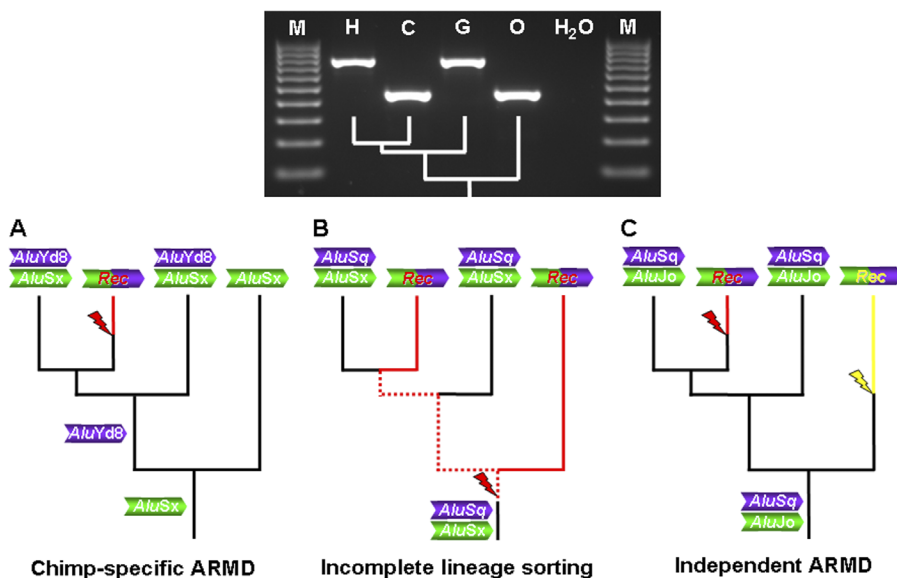 M H C G O H₂O M
A B C
AluYd8 AluYd8 AluSq AluSq AluSq AluSq
AluSx Rec AluSx AluSx AluSx Rec AluSx Rec AluJo Rec AluJo Rec
AluYd8
AluSx
AluSq
AluSx
AluSq
AluJo
Chimp-specific ARMD Incomplete lineage sorting Independent ARMD